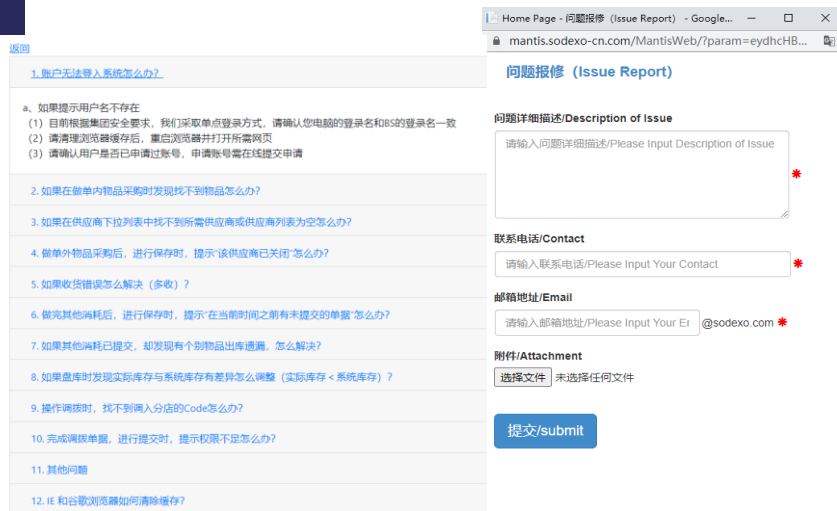 返回
1. 账户无法登入系统怎么办?
a、如果提示用户名不存在
（1）目前根据集团安全要求，我们采取单点登录方式，请确认您电脑的登录名和BS的登录名一致
（2）请清理浏览器缓存后，重启浏览器并打开所需网页
（3）请确认用户是否已申请过账号，申请账号需在线提交申请
2. 如果在做单内物品采购时发现找不到物品怎么办?
3. 如果在供应商下拉列表中找不到所需供应商或供应商列表为空怎么办?
4. 做单外物品采购后，进行保存时，提示“该供应商已关闭”怎么办?
5. 如果收货错误怎么解决（多收）?
6. 做完其他消耗后，进行保存时，提示“在当前时间之前有未提交的单据”怎么办?
7. 如果其他消耗已提交，却发现有个别物品出库遗漏，怎么解决?
8. 如果盘库时发现实际库存与系统库存有差异怎么调整（实际库存 < 系统库存）?
9. 操作调拨时，找不到调入分店的Code怎么办?
10. 完成调拨单据，进行提交时，提示权限不足怎么办?
11. 其他问题
12. IE 和谷歌浏览器如何清除缓存?
Home Page - 问题报修（Issue Report） - Google...
mantis.sodexo-cn.com/MantisWeb/?param=eydhcHB...
问题报修（Issue Report）
问题详细描述/Description of Issue
请输入问题详细描述/Please Input Description of Issue
联系电话/Contact
请输入联系电话/Please Input Your Contact
邮箱地址/Email
请输入邮箱地址/Please Input Your Er @sodexo.com
附件/Attachment
选择文件 未选择任何文件
提交/submit